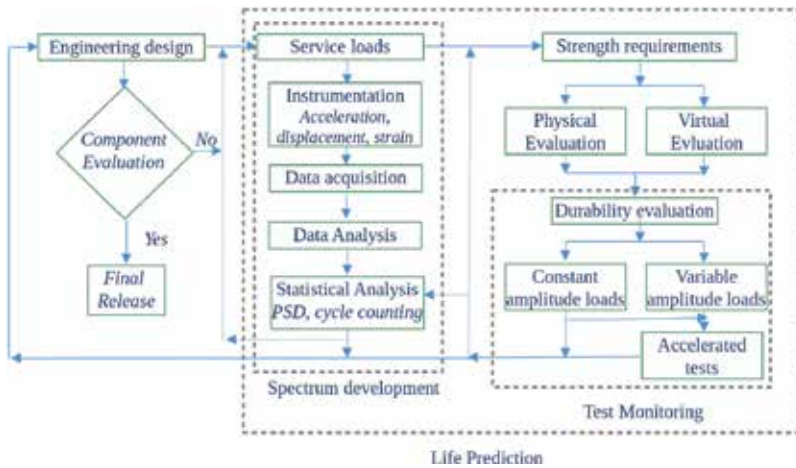 Engineering design
Service loads
Strength requirements
Component
Evaluation
No
Yes
Final
Release
Instrumentation
Acceleration,
displacement, strain
Data acquisition
Data Analysis
Statistical Analysis
PSD, cycle counting
Spectrum development
Physical
Evaluation
Virtual
Evluation
Durability evaluation
Constant
amplitude loads
Variable
amplitude loads
Accelerated
tests
Test Monitoring
Life Prediction